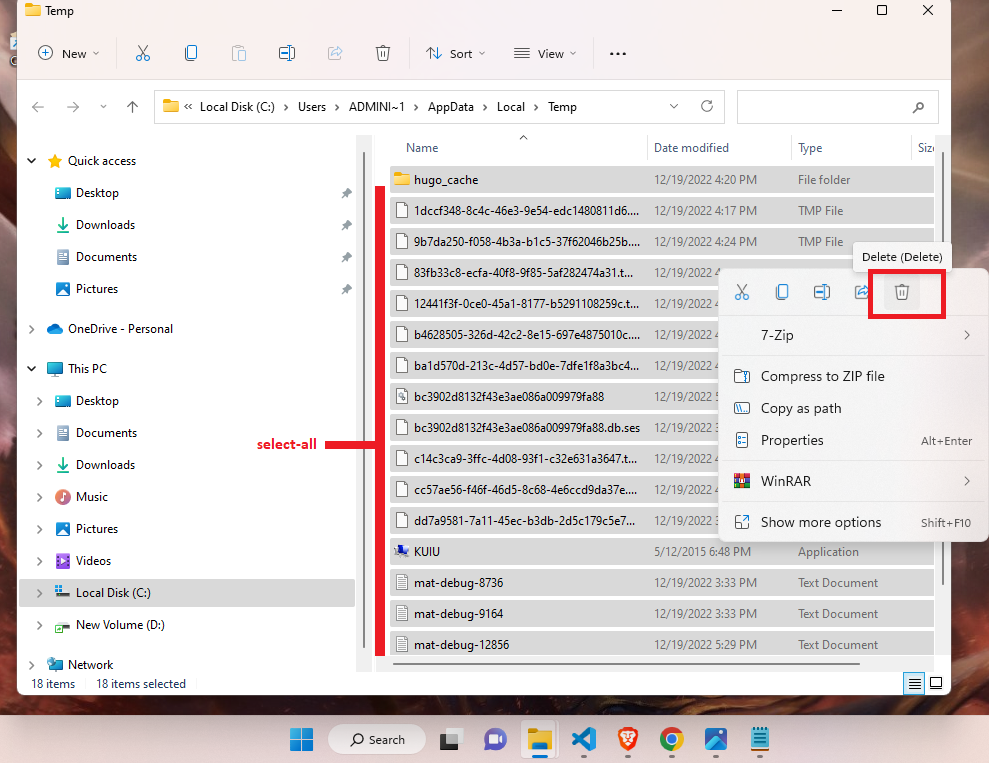 Temp
New
Sort
View
Local Disk (C:) > Users > ADMINI~1 > AppData > Local > Temp
Name Date modified Type Siz
Quick access
Desktop
Downloads
Documents
Pictures
OneDrive - Personal
This PC
Desktop
Documents
Downloads
Music
Pictures
Videos
Local Disk (C:)
New Volume (D:)
Network
select-all
hugo_cache 12/19/2022 4:20 PM File folder
1dccf348-8c4c-46e3-9e54-edc1480811d6.... 12/19/2022 4:17 PM TMP File
9b7da250-f058-4b3a-b1c5-37f62046b25b.... 12/19/2022 4:24 PM TMP File
83fb33c8-ecfa-40f8-9f85-5af282474a31.t... 12/19/2022 4
12441f3f-0ce0-45a1-8177-b5291108259c.t... 12/19/2022 4
b4628505-326d-42c2-8e15-697e4875010c.... 12/19/2022 4
ba1d570d-213c-4d57-bd0e-7dfe1f8a3bc4... 12/19/2022 4
bc3902d8132f43e3ae086a009979fa88 12/19/2022 5
bc3902d8132f43e3ae086a009979fa88.db.ses 12/19/2022 5
c14c3ca9-3ffc-4d08-93f1-c32e631a3647.t... 12/19/2022 4
cc57ae56-f46f-46d5-8c68-4e6ccd9da37e.... 12/19/2022 4
dd7a9581-7a11-45ec-b3db-2d5c179c5e7... 12/19/2022 4
KUIU 5/12/2015 6:48 PM Application
mat-debug-8736 12/19/2022 3:33 PM Text Document
mat-debug-9164 12/19/2022 3:33 PM Text Document
mat-debug-12856 12/19/2022 5:29 PM Text Document
Delete (Delete)
7-Zip
Compress to ZIP file
Copy as path
Properties Alt+Enter
WinRAR
Show more options Shift+F10
18 items 18 items selected
Search